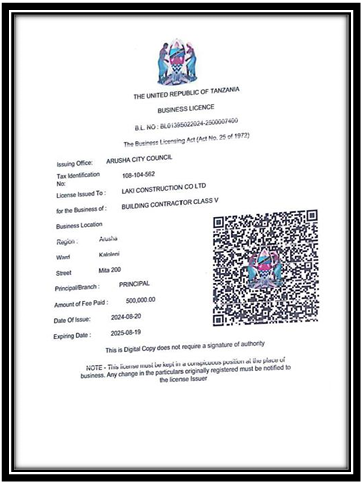 THE UNITED REPUBLIC OF TANZANIA
BUSINESS LICENCE
B.L. NO : BL01395022024-2500007400
The Business Licensing Act (Act No. 25 of 1972)
Issuing Office: ARUSHA CITY COUNCIL
Tax Identification No: 108-104-562
License Issued To : LAKI CONSTRUCTION CO LTD
for the Business of : BUILDING CONTRACTOR CLASS V
Business Location
Region : Arusha
Ward
Street Mita 200
Principal/Branch : PRINCIPAL
Amount of Fee Paid : 500,000.00
Date Of Issue: 2024-08-20
Expiring Date : 2025-08-19
This is Digital Copy does not require a signature of authority
NOTE - This license must be kept in a conspicuous position at the place of
business. Any change in the particulars originally registered must be notified to
the license Issuer